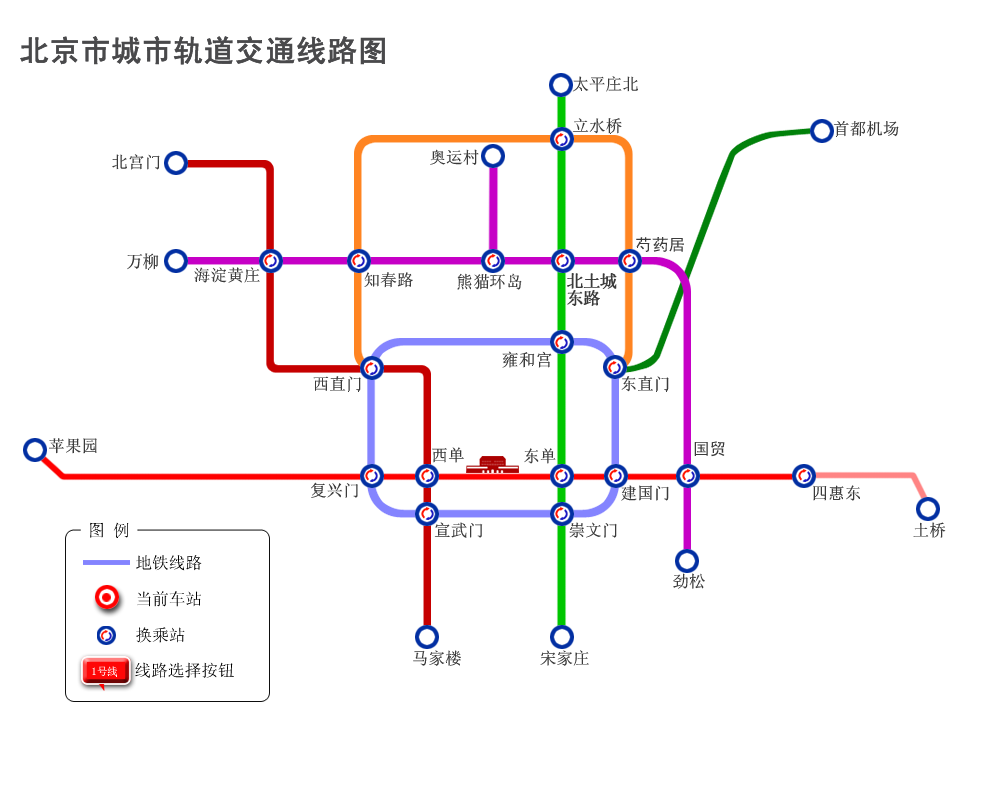 北京市城市轨道交通线路图
太平庄北
立水桥
首都机场
奥运村
北宫门
芍药居
万柳
海淀黄庄
知春路
熊猫环岛
北土城
东路
雍和宫
西直门
东直门
苹果园
西单
东单
国贸
复兴门
建国门
四惠东
宣武门
崇文门
土桥
图 例
地铁线路
劲松
当前车站
换乘站
马家楼
宋家庄
1号线
线路选择按钮